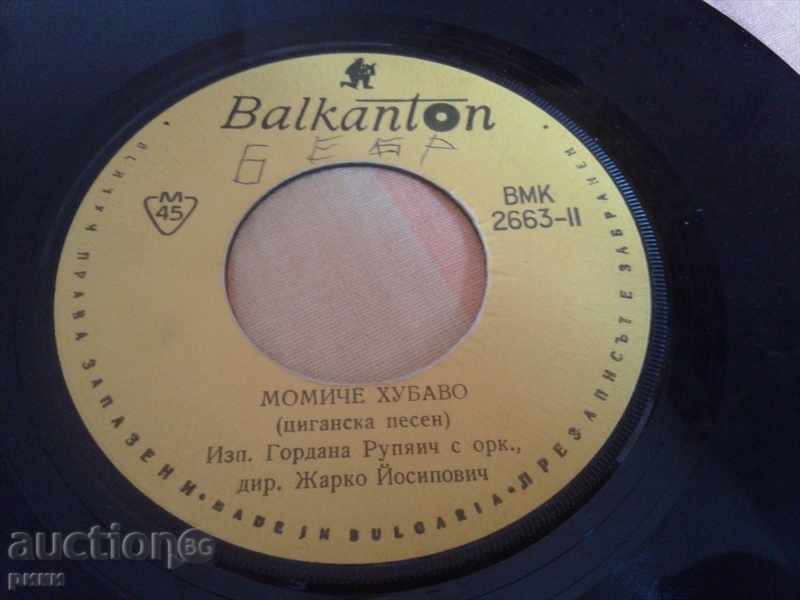 Balkanton
M
45
ВМК
2663-II
МОМИЧЕ ХУБАВО
(циганска песен)
Изп. Гордана Рупяич с орк.,
дир. Жарко Йосипович
ВСИЧКИ ПРАВА ЗАПАЗЕНИ • MADE IN BULGARIA • ПРЕЗАПИСЪТ Е ЗАБРАНЕН
auction BG
рики